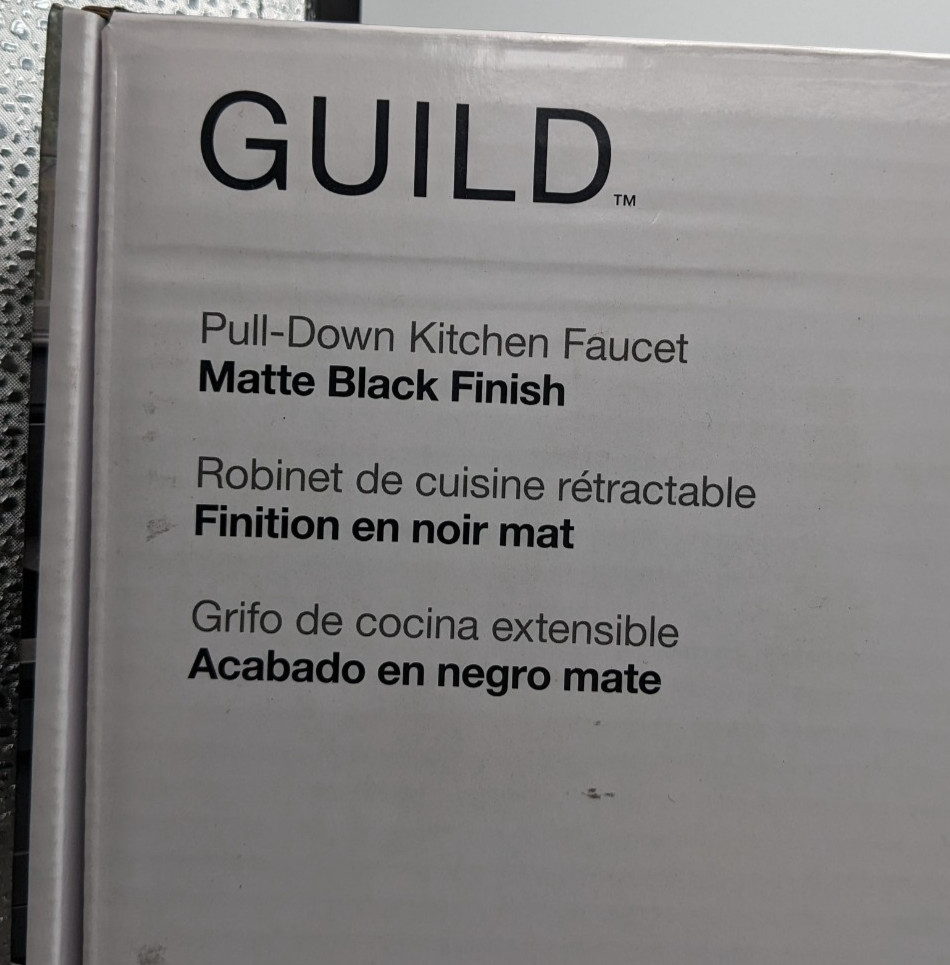 GUILD™
Pull-Down Kitchen Faucet
Matte Black Finish
Robinet de cuisine rétractable
Finition en noir mat
Grifo de cocina extensible
Acabado en negro mate